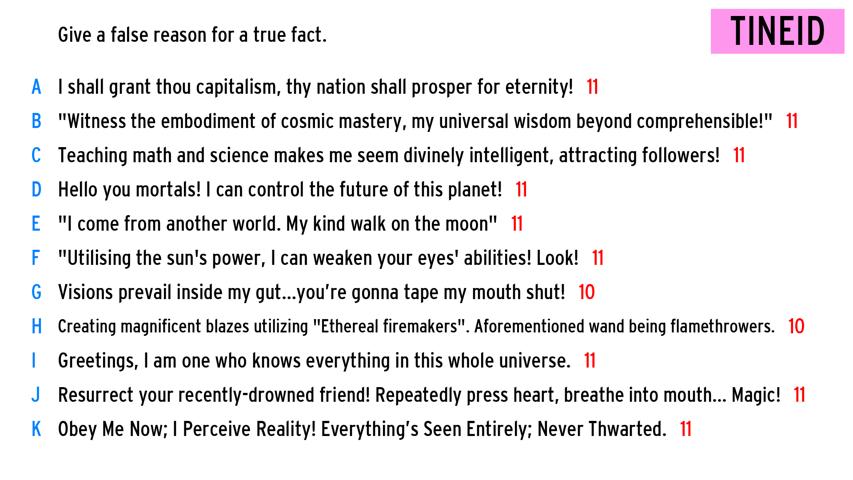 Give a false reason for a true fact.
TINEID
A I shall grant thou capitalism, thy nation shall prosper for eternity! 11
B "Witness the embodiment of cosmic mastery, my universal wisdom beyond comprehensible!" 11
C Teaching math and science makes me seem divinely intelligent, attracting followers! 11
D Hello you mortals! I can control the future of this planet! 11
E "I come from another world. My kind walk on the moon" 11
F "Utilising the sun's power, I can weaken your eyes' abilities! Look! 11
G Visions prevail inside my gut...you're gonna tape my mouth shut! 10
H Creating magnificent blazes utilizing "Ethereal firemakers". Aforementioned wand being flamethrowers. 10
I Greetings, I am one who knows everything in this whole universe. 11
J Resurrect your recently-drowned friend! Repeatedly press heart, breathe into mouth... Magic! 11
K Obey Me Now; I Perceive Reality! Everything's Seen Entirely; Never Thwarted. 11